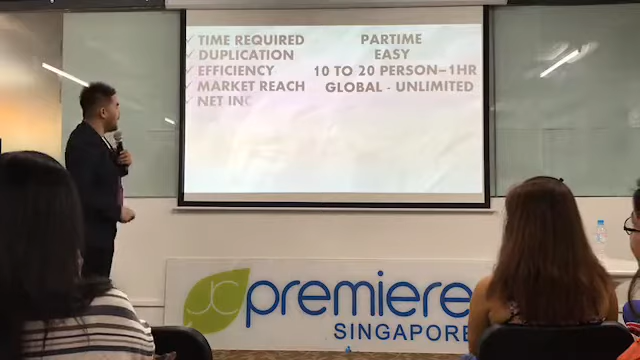 ✓ TIME REQUIRED PARTIME
✓ DUPLICATION EASY
✓ EFFICIENCY 10 TO 20 PERSON–1HR
✓ MARKET REACH GLOBAL - UNLIMITED
✓ NET INC
JC premiere
SINGAPORE